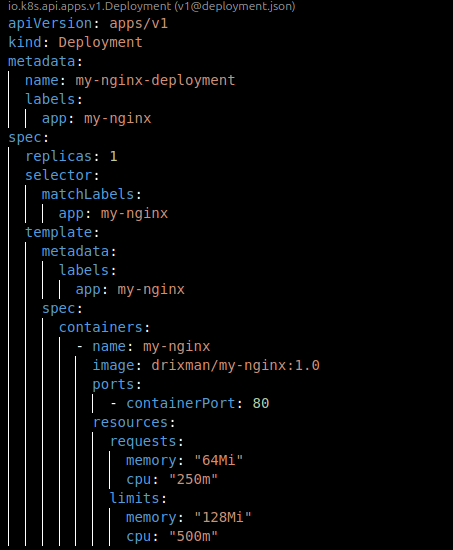 io.k8s.api.apps.v1.Deployment (v1@deployment.json)
apiVersion: apps/v1
kind: Deployment
metadata:
  name: my-nginx-deployment
  labels:
    app: my-nginx
spec:
  replicas: 1
  selector:
    matchLabels:
      app: my-nginx
  template:
    metadata:
      labels:
        app: my-nginx
    spec:
      containers:
        - name: my-nginx
          image: drixman/my-nginx:1.0
          ports:
            - containerPort: 80
          resources:
            requests:
              memory: "64Mi"
              cpu: "250m"
            limits:
              memory: "128Mi"
              cpu: "500m"